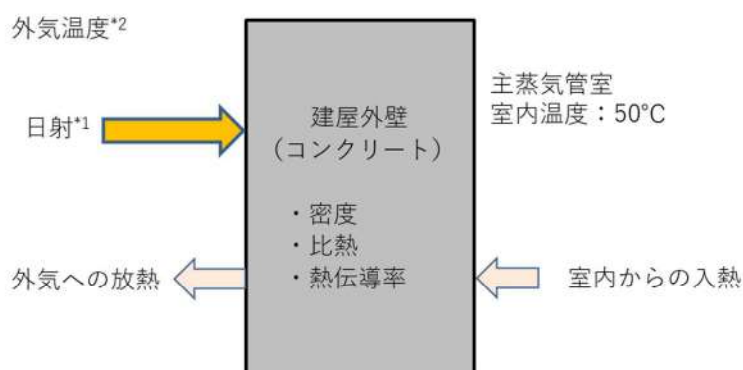 外気温度*2
日射*1
建屋外壁
(コンクリート)
・密度
・比熱
・熱伝導率
主蒸気管室
室内温度:50℃
外気への放熱
室内からの入熱